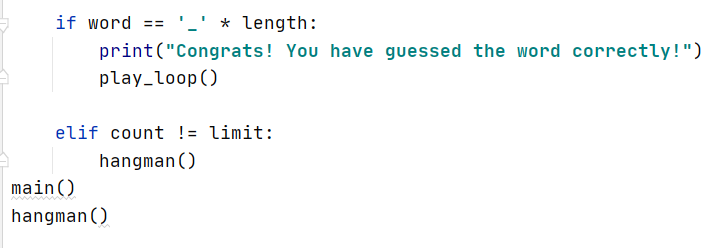 if word == '_' * length:
print("Congrats! You have guessed the word correctly!")
play_loop()
elif count != limit:
hangman()
main()
hangman()